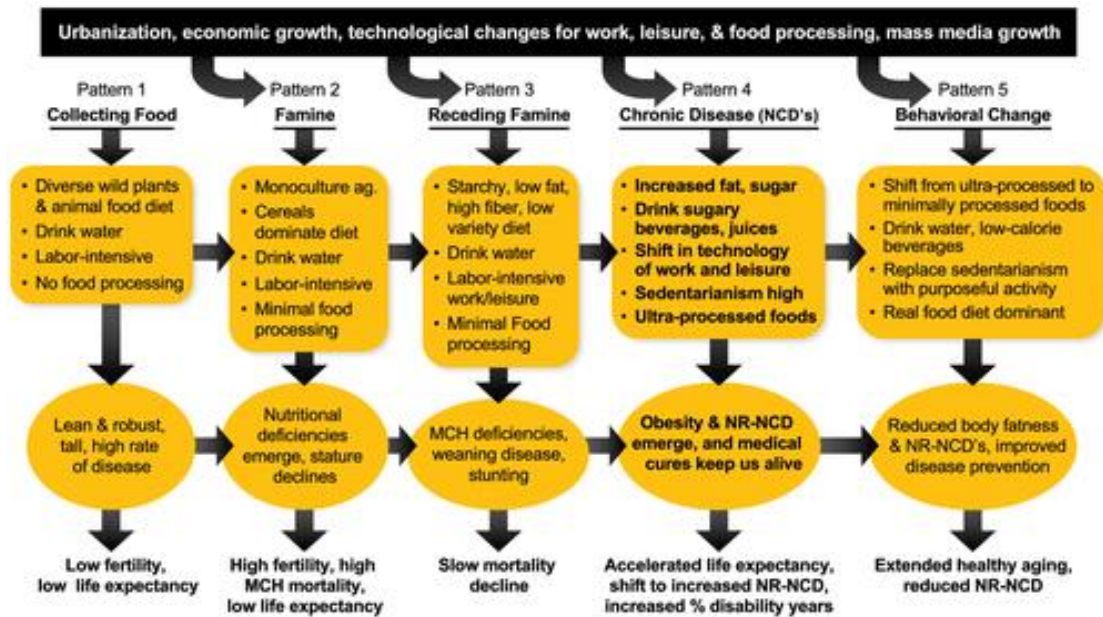 Urbanization, economic growth, technological changes for work, leisure, & food processing, mass media growth
Pattern 1
Collecting Food
Pattern 2
Famine
Pattern 3
Receding Famine
Pattern 4
Chronic Disease (NCD's)
Pattern 5
Behavioral Change
• Diverse wild plants
& animal food diet
• Drink water
• Labor-intensive
• No food processing
• Monoculture ag.
• Cereals
dominate diet
• Drink water
• Labor-intensive
• Minimal food
processing
• Starchy, low fat,
high fiber, low
variety diet
• Drink water
• Labor-intensive
work/leisure
• Minimal Food
processing
• Increased fat, sugar
• Drink sugary
beverages, juices
• Shift in technology
of work and leisure
• Sedentarianism high
• Ultra-processed foods
• Shift from ultra-processed to
minimally processed foods
• Drink water, low-calorie
beverages
• Replace sedentarianism
with purposeful activity
• Real food diet dominant
Lean & robust,
tall, high rate
of disease
Nutritional
deficiencies
emerge, stature
declines
MCH deficiencies,
weaning disease,
stunting
Obesity & NR-NCD
emerge, and medical
cures keep us alive
Reduced body fatness
& NR-NCD's, improved
disease prevention
Low fertility,
low life expectancy
High fertility, high
MCH mortality,
low life expectancy
Slow mortality
decline
Accelerated life expectancy,
shift to increased NR-NCD,
increased % disability years
Extended healthy aging,
reduced NR-NCD